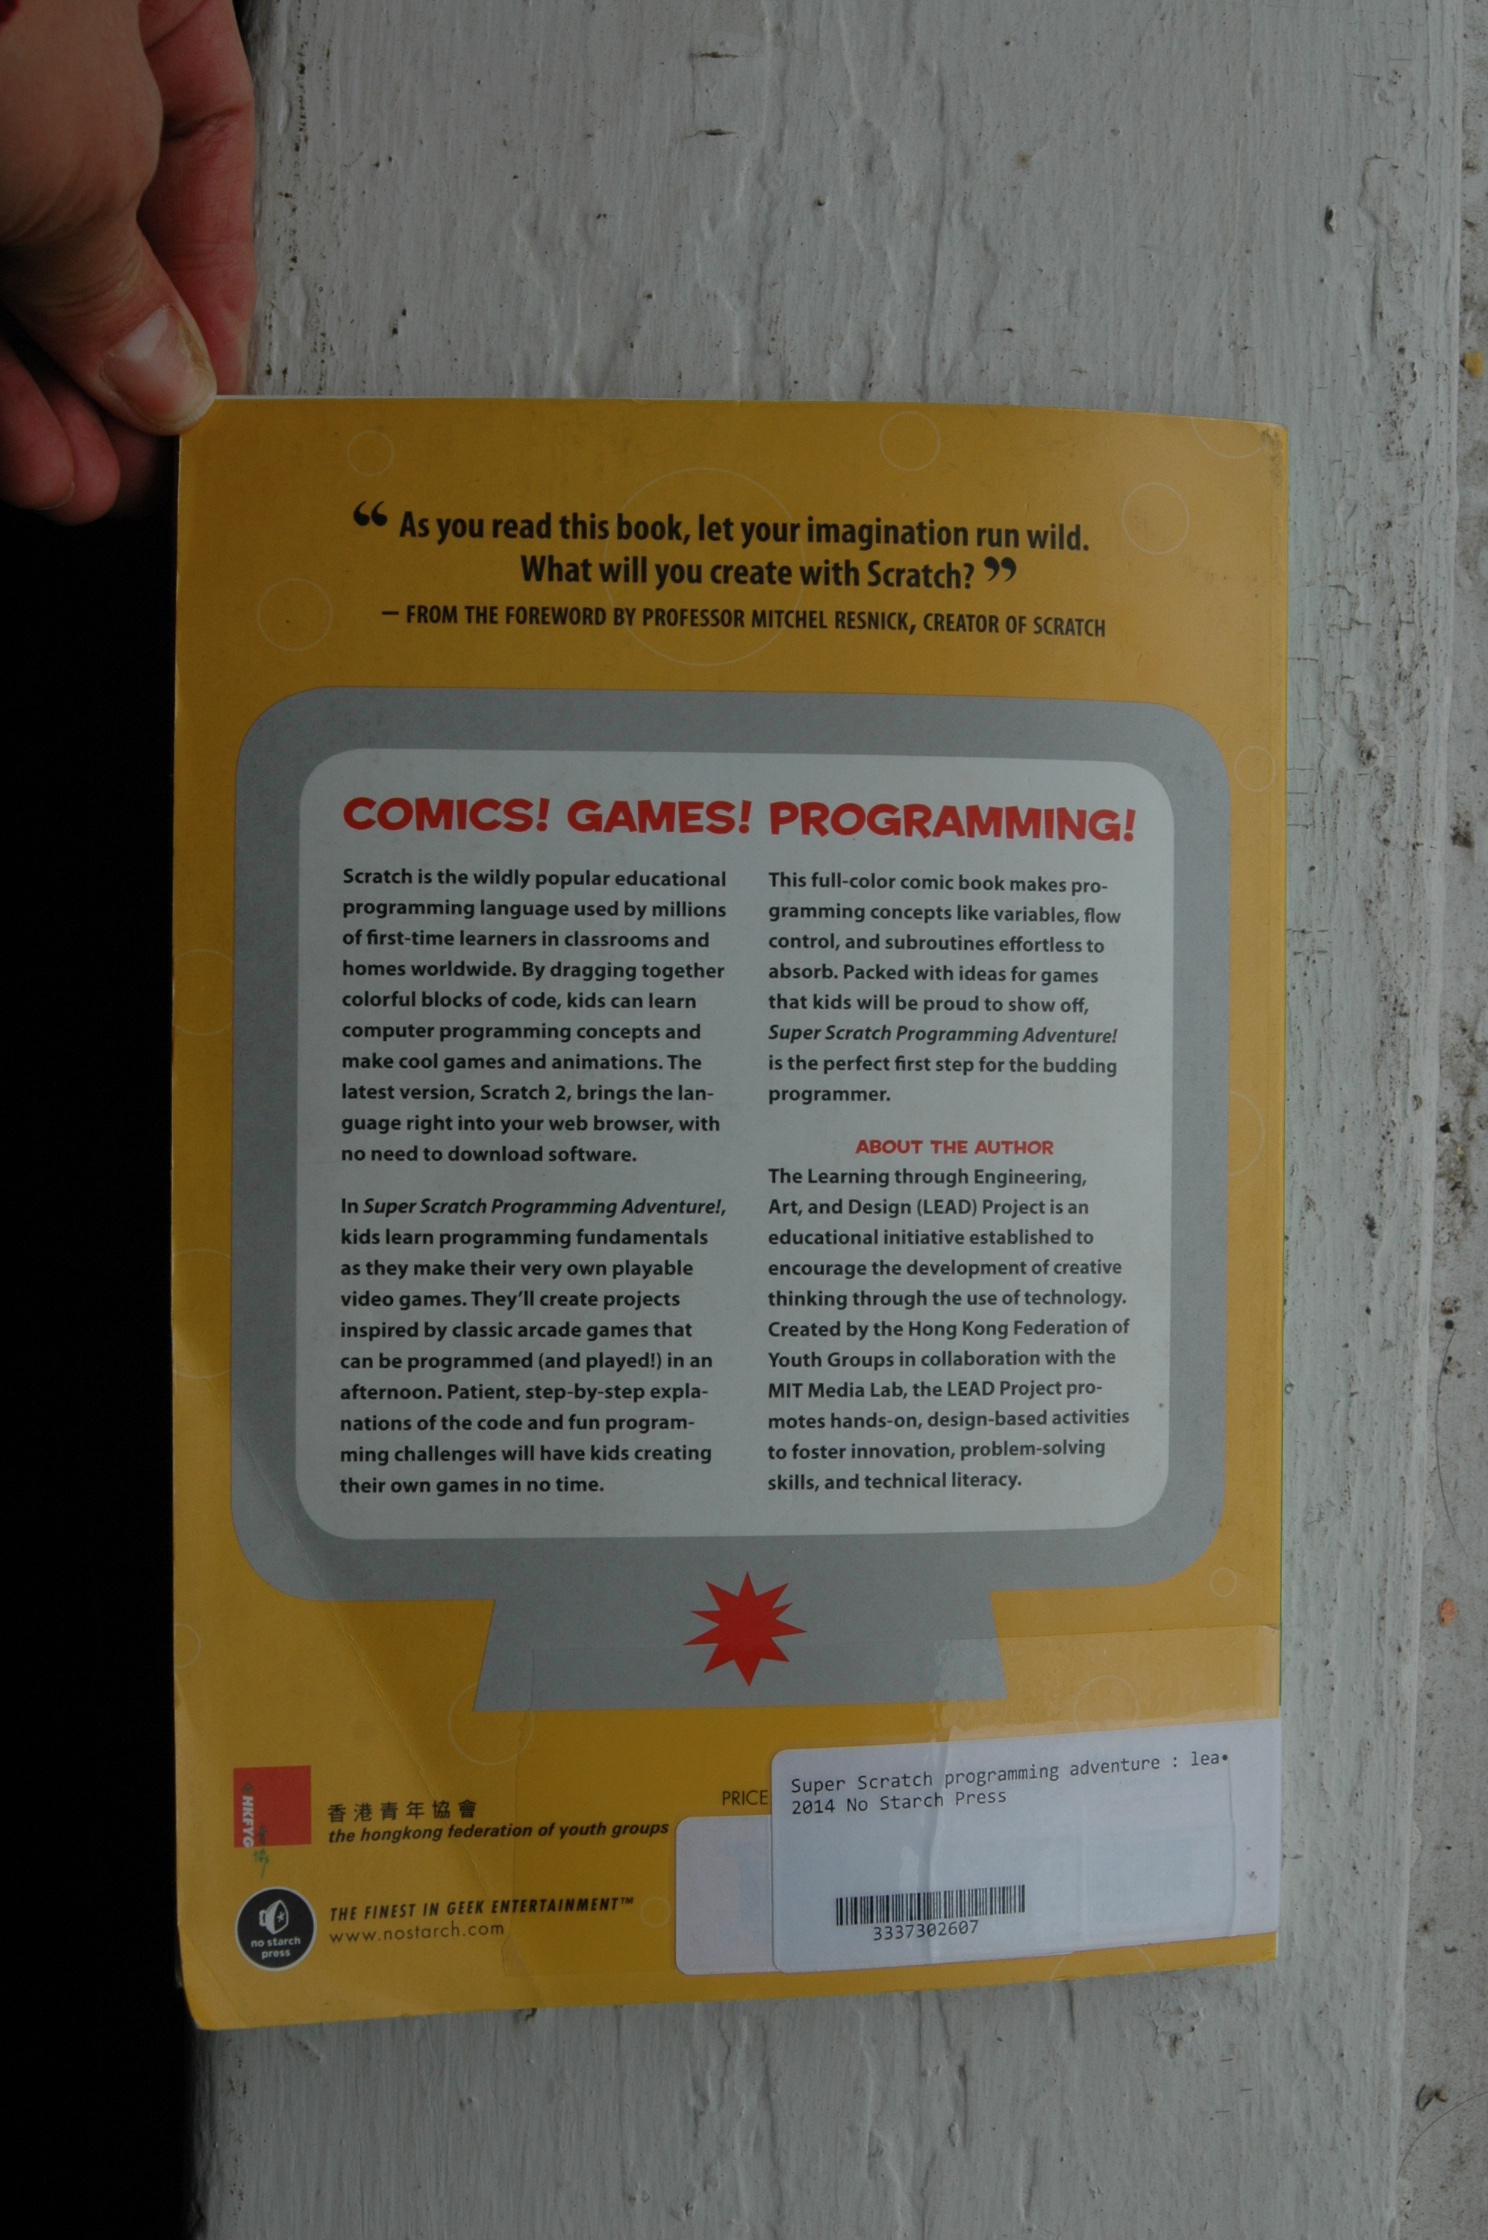 “ As you read this book, let your imagination run wild.
What will you create with Scratch? ”
— FROM THE FOREWORD BY PROFESSOR MITCHEL RESNICK, CREATOR OF SCRATCH
COMICS! GAMES! PROGRAMMING!
Scratch is the wildly popular educational
programming language used by millions
of first-time learners in classrooms and
homes worldwide. By dragging together
colorful blocks of code, kids can learn
computer programming concepts and
make cool games and animations. The
latest version, Scratch 2, brings the lan-
guage right into your web browser, with
no need to download software.
In Super Scratch Programming Adventure!,
kids learn programming fundamentals
as they make their very own playable
video games. They’ll create projects
inspired by classic arcade games that
can be programmed (and played!) in an
afternoon. Patient, step-by-step expla-
nations of the code and fun program-
ming challenges will have kids creating
their own games in no time.
This full-color comic book makes pro-
gramming concepts like variables, flow
control, and subroutines effortless to
absorb. Packed with ideas for games
that kids will be proud to show off,
Super Scratch Programming Adventure!
is the perfect first step for the budding
programmer.
ABOUT THE AUTHOR
The Learning through Engineering,
Art, and Design (LEAD) Project is an
educational initiative established to
encourage the development of creative
thinking through the use of technology.
Created by the Hong Kong Federation of
Youth Groups in collaboration with the
MIT Media Lab, the LEAD Project pro-
motes hands-on, design-based activities
to foster innovation, problem-solving
skills, and technical literacy.
HKFYG
香港青年協會
the hongkong federation of youth groups
no starch
press
THE FINEST IN GEEK ENTERTAINMENT™
www.nostarch.com
PRICE
Super Scratch programming adventure : lea•
2014 No Starch Press
3337302607